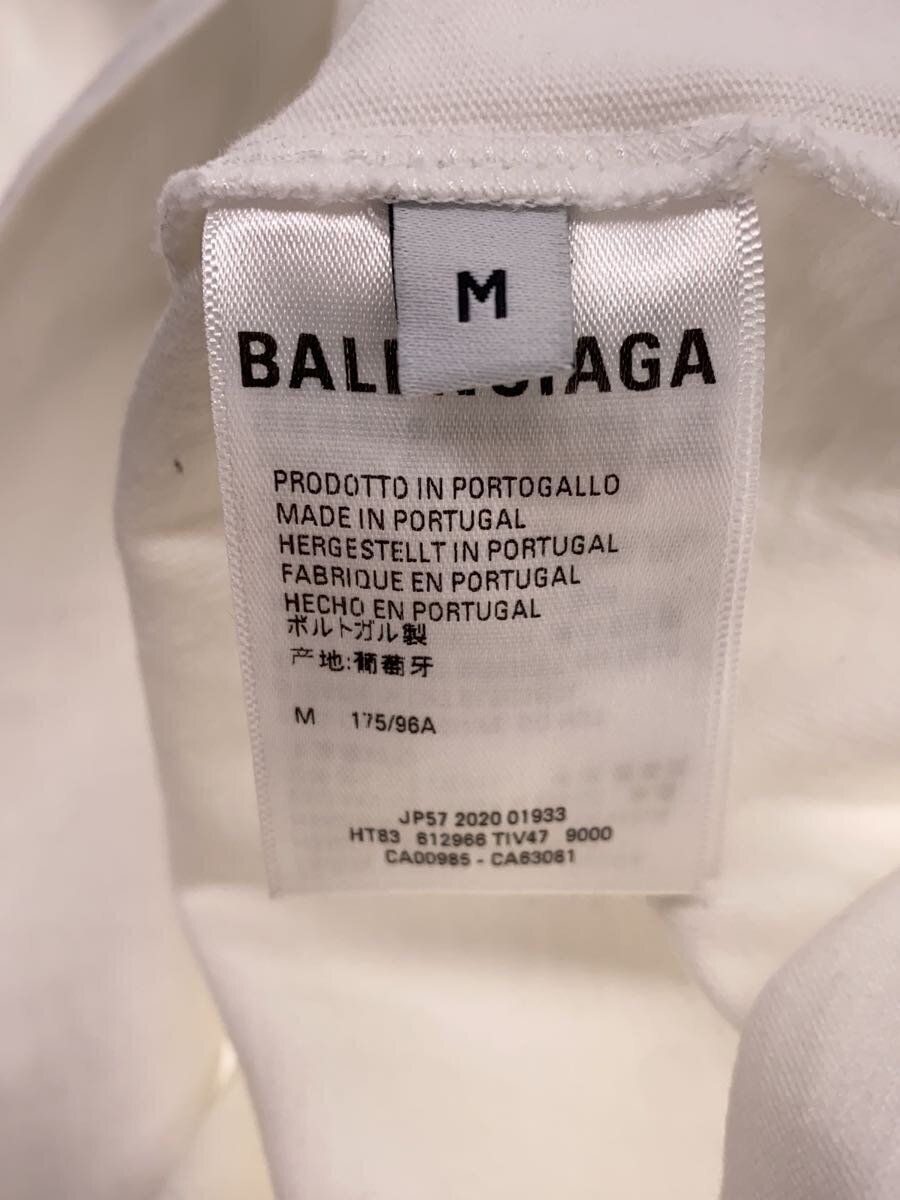 M
BALENCIAGA
PRODOTTO IN PORTOGALLO
MADE IN PORTUGAL
HERGESTELLT IN PORTUGAL
FABRIQUE EN PORTUGAL
HECHO EN PORTUGAL
ポルトガル製
产地:葡萄牙
M 175/96A
JP57 2020 01933
HT83 612966 TIV47 9000
CA00985 - CA63061